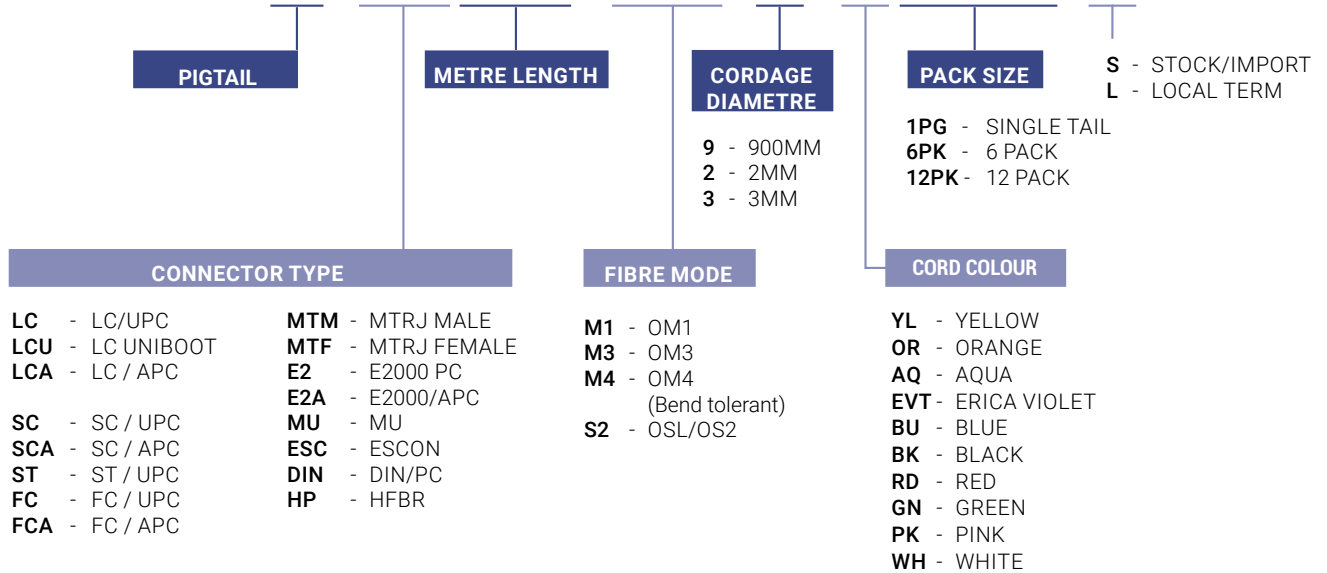 PIGTAIL
METRE LENGTH
CORDAGE
DIAMETRE
9 - 900MM
2 - 2MM
3 - 3MM
PACK SIZE
1PG - SINGLE TAIL
6PK - 6 PACK
12PK - 12 PACK
S - STOCK/IMPORT
L - LOCAL TERM
CONNECTOR TYPE
LC - LC/UPC
LCU - LC UNIBOOT
LCA - LC / APC
SC - SC / UPC
SCA - SC / APC
ST - ST / UPC
FC - FC / UPC
FCA - FC / APC
MTM - MTRJ MALE
MTF - MTRJ FEMALE
E2 - E2000 PC
E2A - E2000/APC
MU - MU
ESC - ESCON
DIN - DIN/PC
HP - HFBR
FIBRE MODE
M1 - OM1
M3 - OM3
M4 - OM4
(Bend tolerant)
S2 - OSL/OS2
CORD COLOUR
YL - YELLOW
OR - ORANGE
AQ - AQUA
EVT - ERICA VIOLET
BU - BLUE
BK - BLACK
RD - RED
GN - GREEN
PK - PINK
WH - WHITE